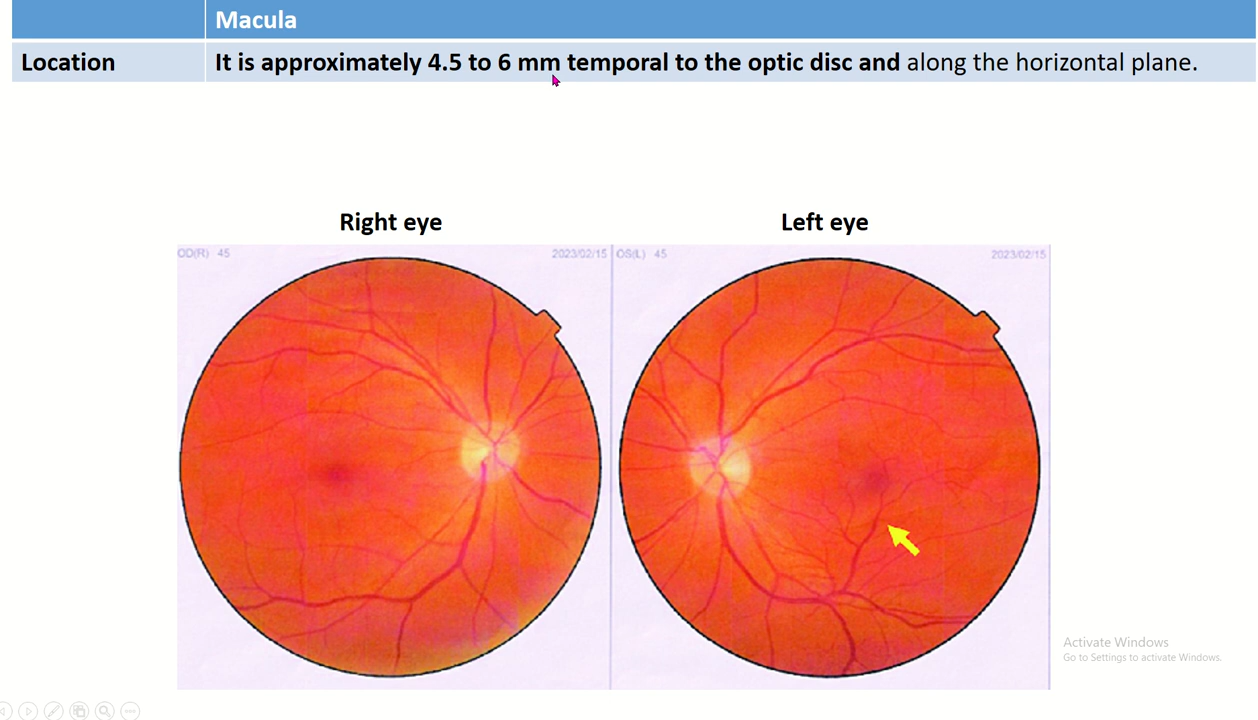 Macula
Location It is approximately 4.5 to 6 mm temporal to the optic disc and along the horizontal plane.
Right eye Left eye
OD(R) 45 2023/02/15 OS(L) 45 2023/02/15
Activate Windows
Go to Settings to activate Windows.